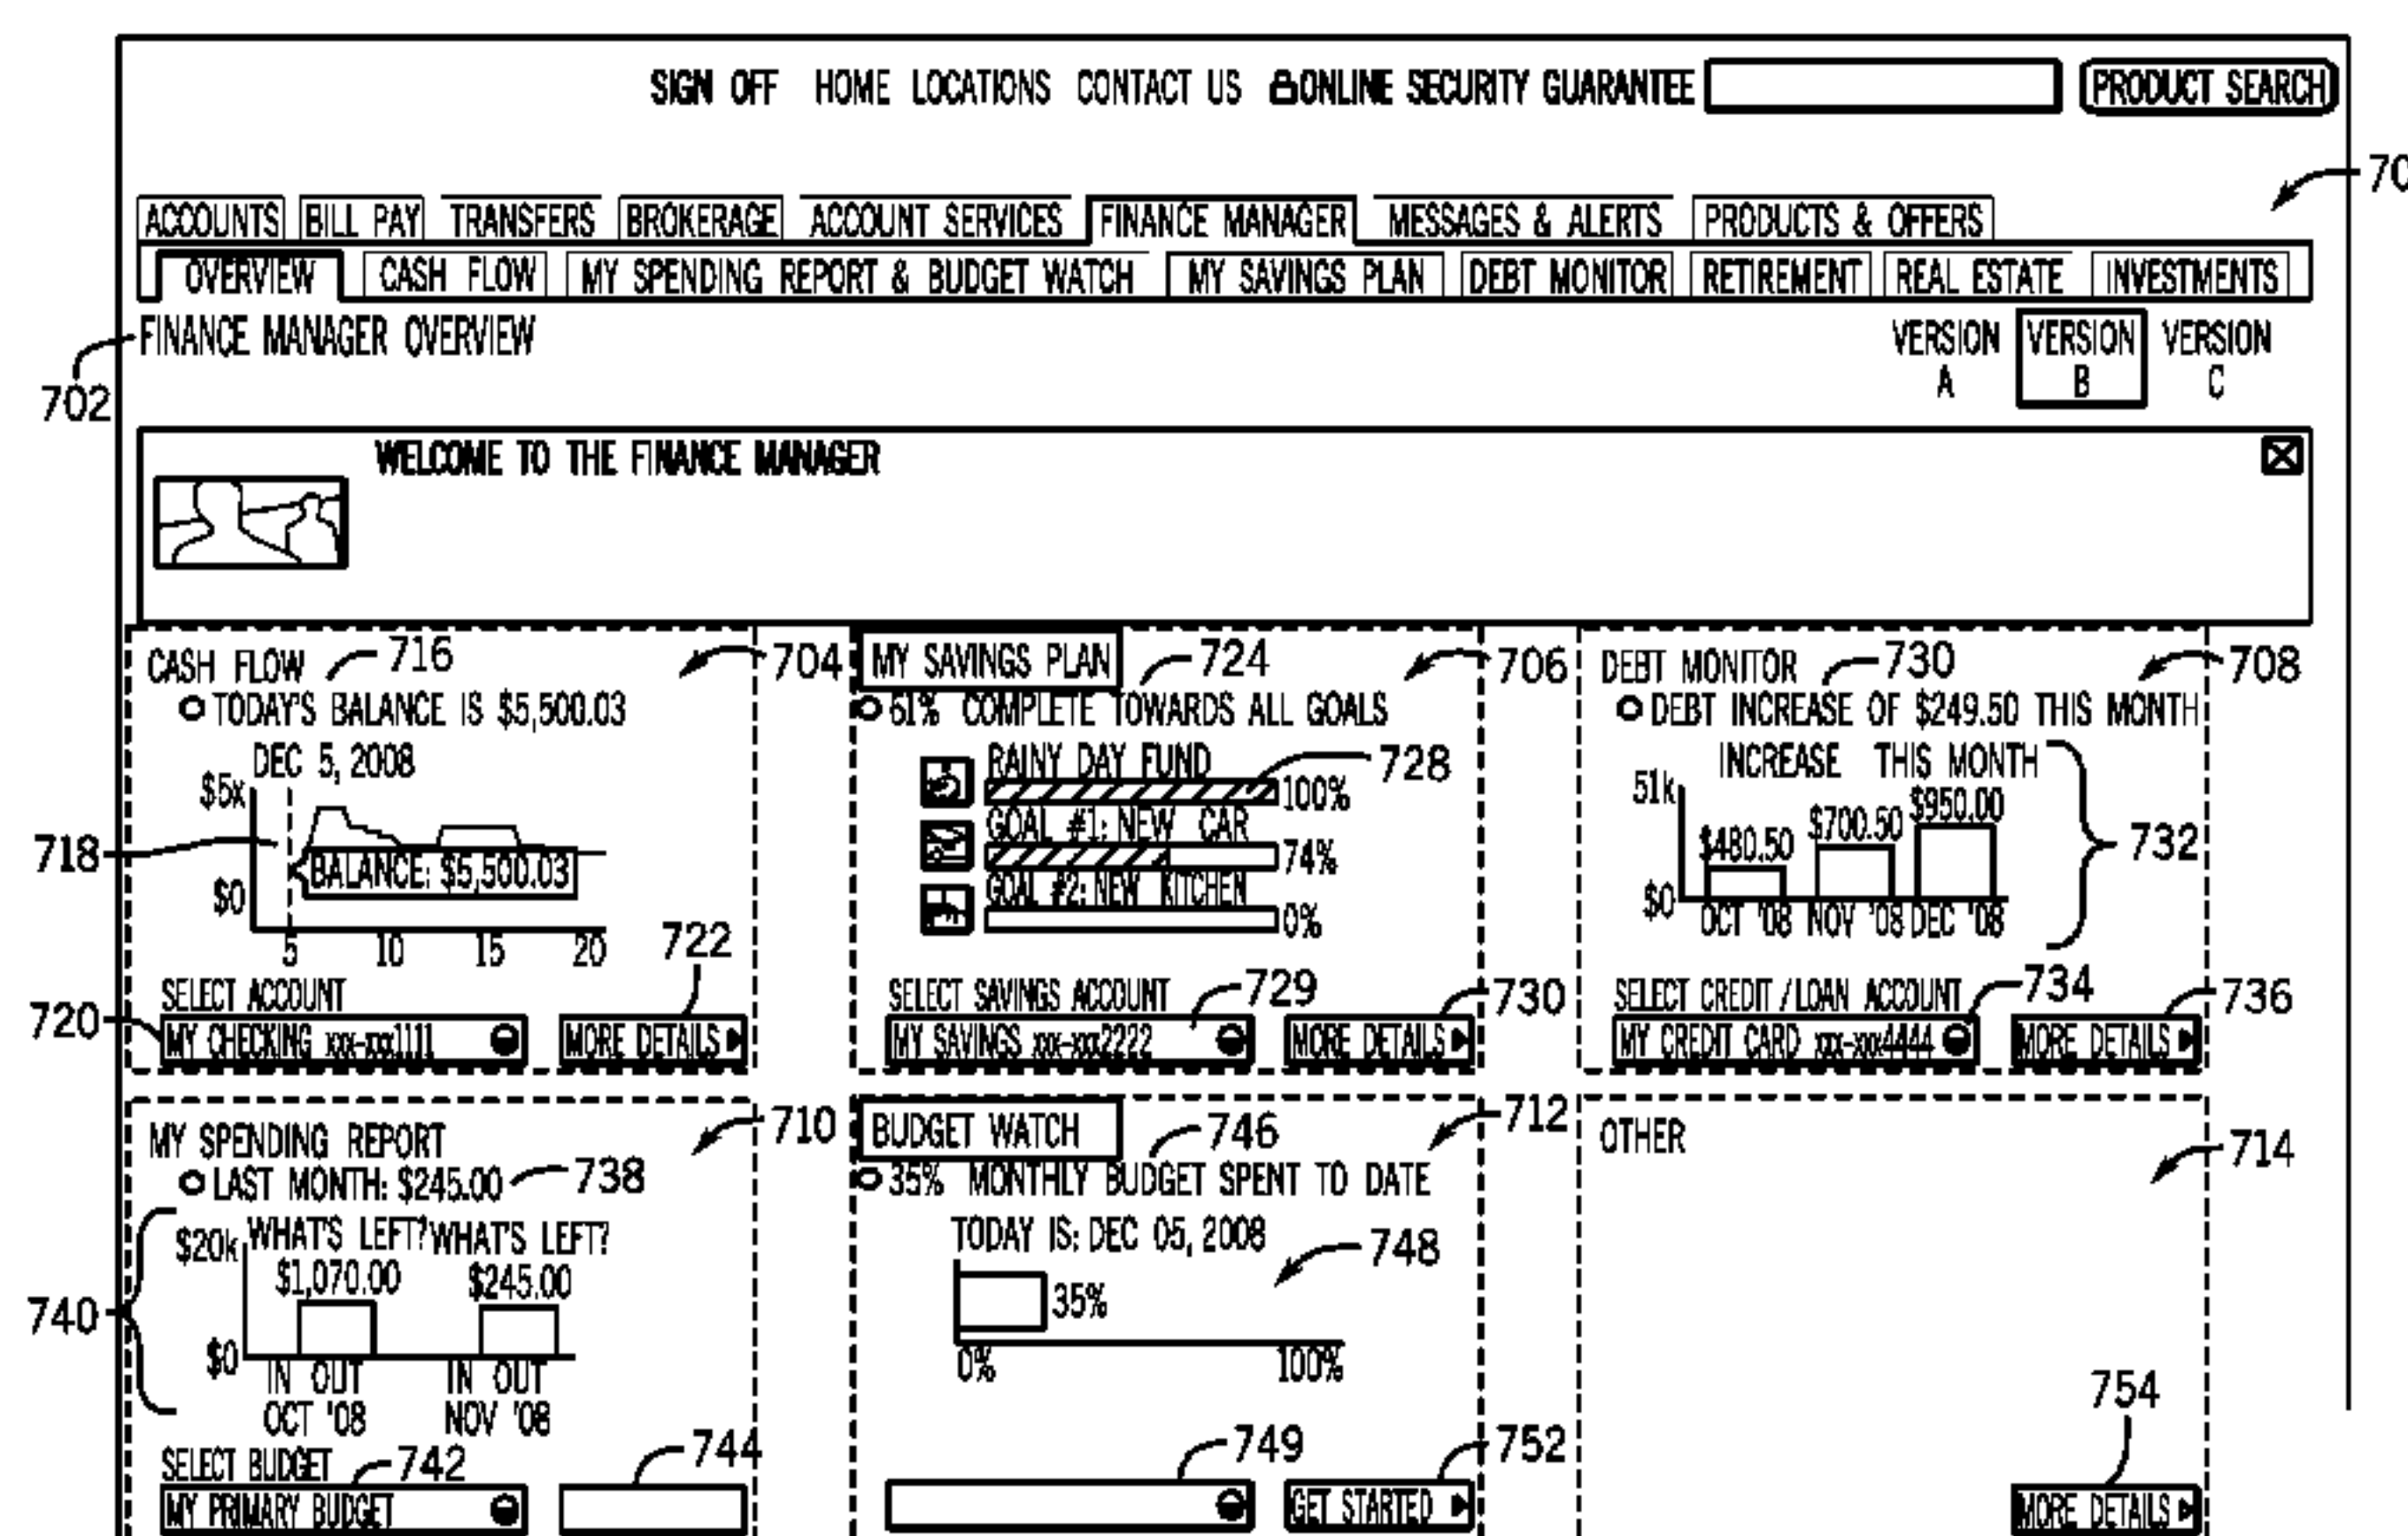 SIGN OFF HOME LOCATIONS CONTACT US ONLINE SECURITY GUARANTEE PRODUCT SEARCH
70
ACCOUNTS BILL PAY TRANSFERS BROKERAGE ACCOUNT SERVICES FINANCE MANAGER MESSAGES & ALERTS PRODUCTS & OFFERS
OVERVIEW CASH FLOW MY SPENDING REPORT & BUDGET WATCH MY SAVINGS PLAN DEBT MONITOR RETIREMENT REAL ESTATE INVESTMENTS
FINANCE MANAGER OVERVIEW
702
VERSION A
VERSION B
VERSION C
WELCOME TO THE FINANCE MANAGER
CASH FLOW 716 704
TODAY'S BALANCE IS $5,500.03
DEC 5, 2008
$5x
718
BALANCE: $5,500.03
$0
5 10 15 20
722
SELECT ACCOUNT
720
MY CHECKING xxx-xxx1111 MORE DETAILS
MY SAVINGS PLAN 724 706
61% COMPLETE TOWARDS ALL GOALS
RAINY DAY FUND 728
100%
GOAL #1: NEW CAR
74%
GOAL #2: NEW KITCHEN
0%
SELECT SAVINGS ACCOUNT 729 730
MY SAVINGS xxx-xxx2222 MORE DETAILS
DEBT MONITOR 730 708
DEBT INCREASE OF $249.50 THIS MONTH
INCREASE THIS MONTH
51k
$480.50 $700.50 $950.00
732
$0
OCT '08 NOV '08 DEC '08
SELECT CREDIT/LOAN ACCOUNT 734 736
MY CREDIT CARD xxx-xxx4444 MORE DETAILS
MY SPENDING REPORT 710
LAST MONTH: $245.00 738
$20k WHAT'S LEFT? WHAT'S LEFT?
$1,070.00 $245.00
740
$0
IN OUT IN OUT
OCT '08 NOV '08
SELECT BUDGET 742 744
MY PRIMARY BUDGET
BUDGET WATCH 746 712
35% MONTHLY BUDGET SPENT TO DATE
TODAY IS: DEC 05, 2008
748
35%
0% 100%
749 752
GET STARTED
OTHER
714
754
MORE DETAILS